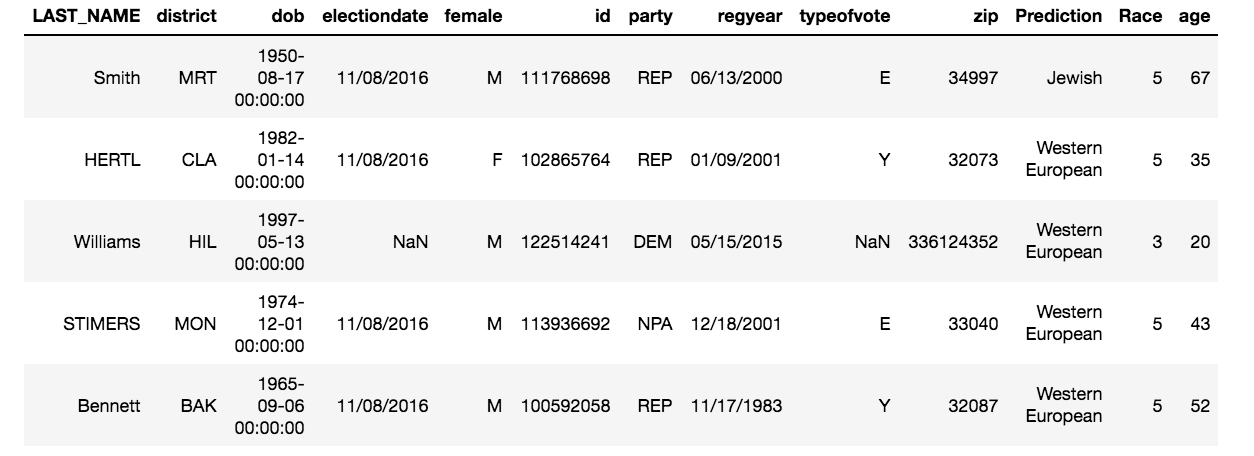 LAST_NAME district dob electiondate female id party regyear typeofvote zip Prediction Race age
1950-
Smith MRT 08-17 11/08/2016 M 111768698 REP 06/13/2000 E 34997 Jewish 5 67
00:00:00
1982-
HERTL CLA 01-14 11/08/2016 F 102865764 REP 01/09/2001 Y 32073 Western European 5 35
00:00:00
1997-
Williams HIL 05-13 NaN M 122514241 DEM 05/15/2015 NaN 336124352 Western European 3 20
00:00:00
1974-
STIMERS MON 12-01 11/08/2016 M 113936692 NPA 12/18/2001 E 33040 Western European 5 43
00:00:00
1965-
Bennett BAK 09-06 11/08/2016 M 100592058 REP 11/17/1983 Y 32087 Western European 5 52
00:00:00